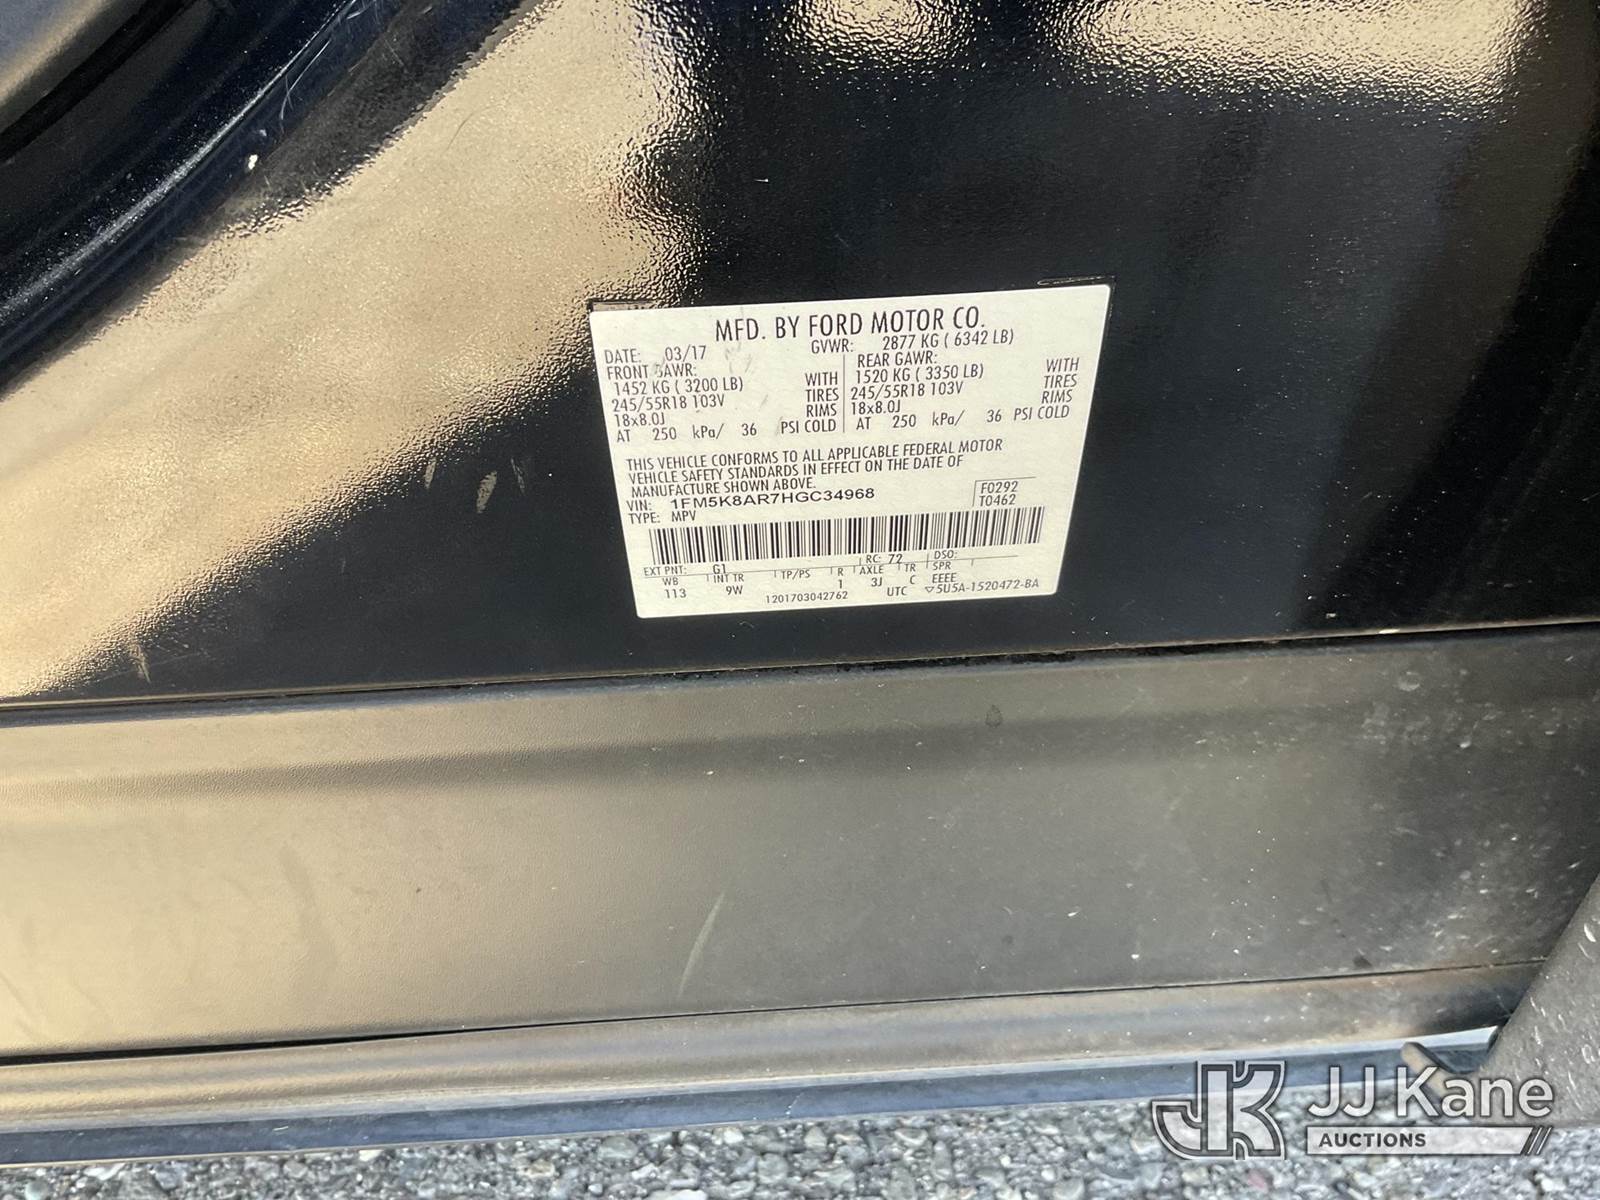 MFD. BY FORD MOTOR CO.
DATE: 03/17 GVWR: 2877 KG ( 6342 LB)
FRONT GAWR: REAR GAWR:
1452 KG ( 3200 LB) WITH 1520 KG ( 3350 LB) WITH
245/55R18 103V TIRES 245/55R18 103V TIRES
18x8.0J RIMS 18x8.0J RIMS
AT 250 kPa/ 36 PSI COLD AT 250 kPa/ 36 PSI COLD
THIS VEHICLE CONFORMS TO ALL APPLICABLE FEDERAL MOTOR
VEHICLE SAFETY STANDARDS IN EFFECT ON THE DATE OF
MANUFACTURE SHOWN ABOVE.
VIN: 1FM5K8AR7HGC34968 F0292
TYPE: MPV T0462
EXT PNT: G1 RC: 72 DSO:
WB INT TR TP/PS R AXLE TR SPR
113 9W 1 3J C EEEE
1201703042762 UTC ▽5U5A-1520472-BA
JK JJ Kane
AUCTIONS